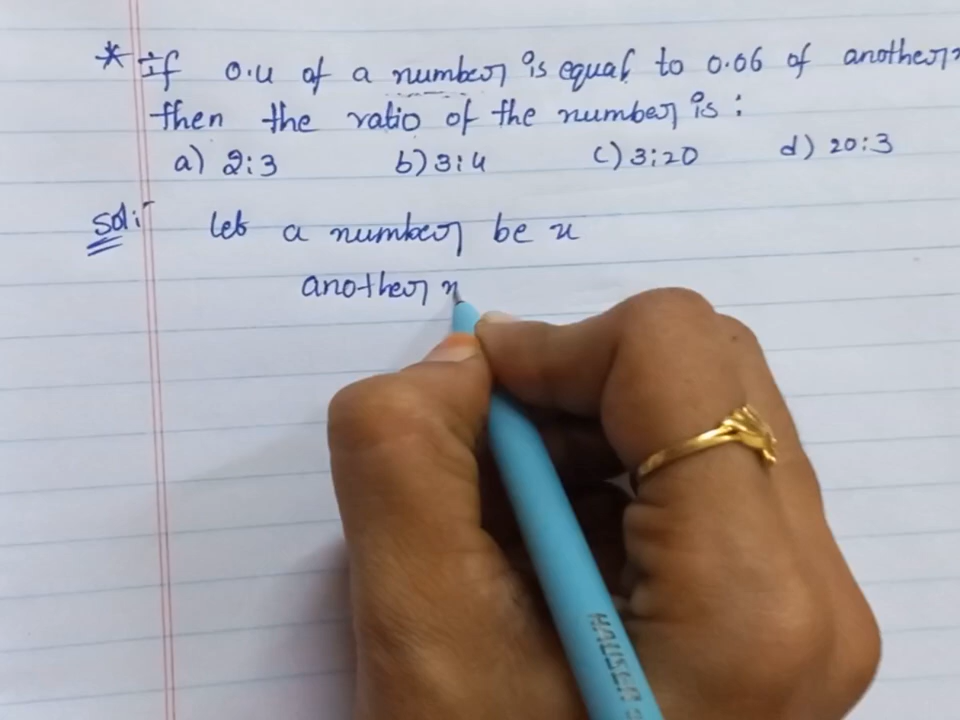 * If 0.4 of a number is equal to 0.06 of another
then the ratio of the number is :
a) 2:3 b) 3:4 c) 3:20 d) 20:3
Sol:- let a number be x
another n
HAUSER